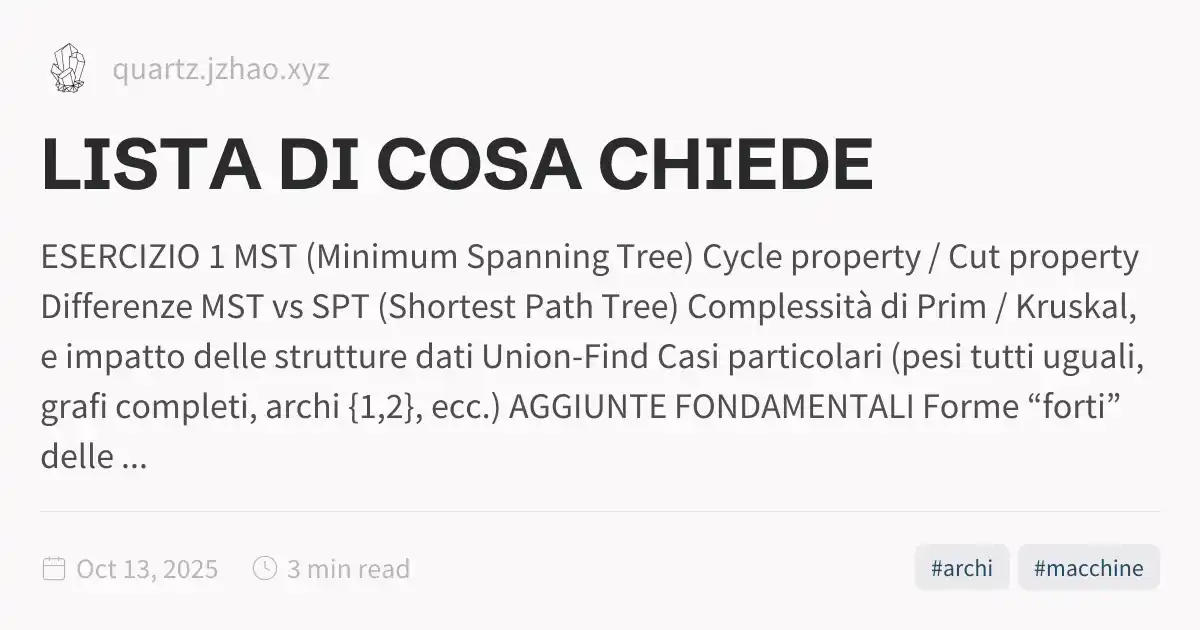 quartz.jzhao.xyz
LISTA DI COSA CHIEDE
ESERCIZIO 1 MST (Minimum Spanning Tree) Cycle property / Cut property
Differenze MST vs SPT (Shortest Path Tree) Complessità di Prim / Kruskal,
e impatto delle strutture dati Union-Find Casi particolari (pesi tutti uguali,
grafi completi, archi {1,2}, ecc.) AGGIUNTE FONDAMENTALI Forme “forti”
delle ...
Oct 13, 2025 3 min read #archi #macchine